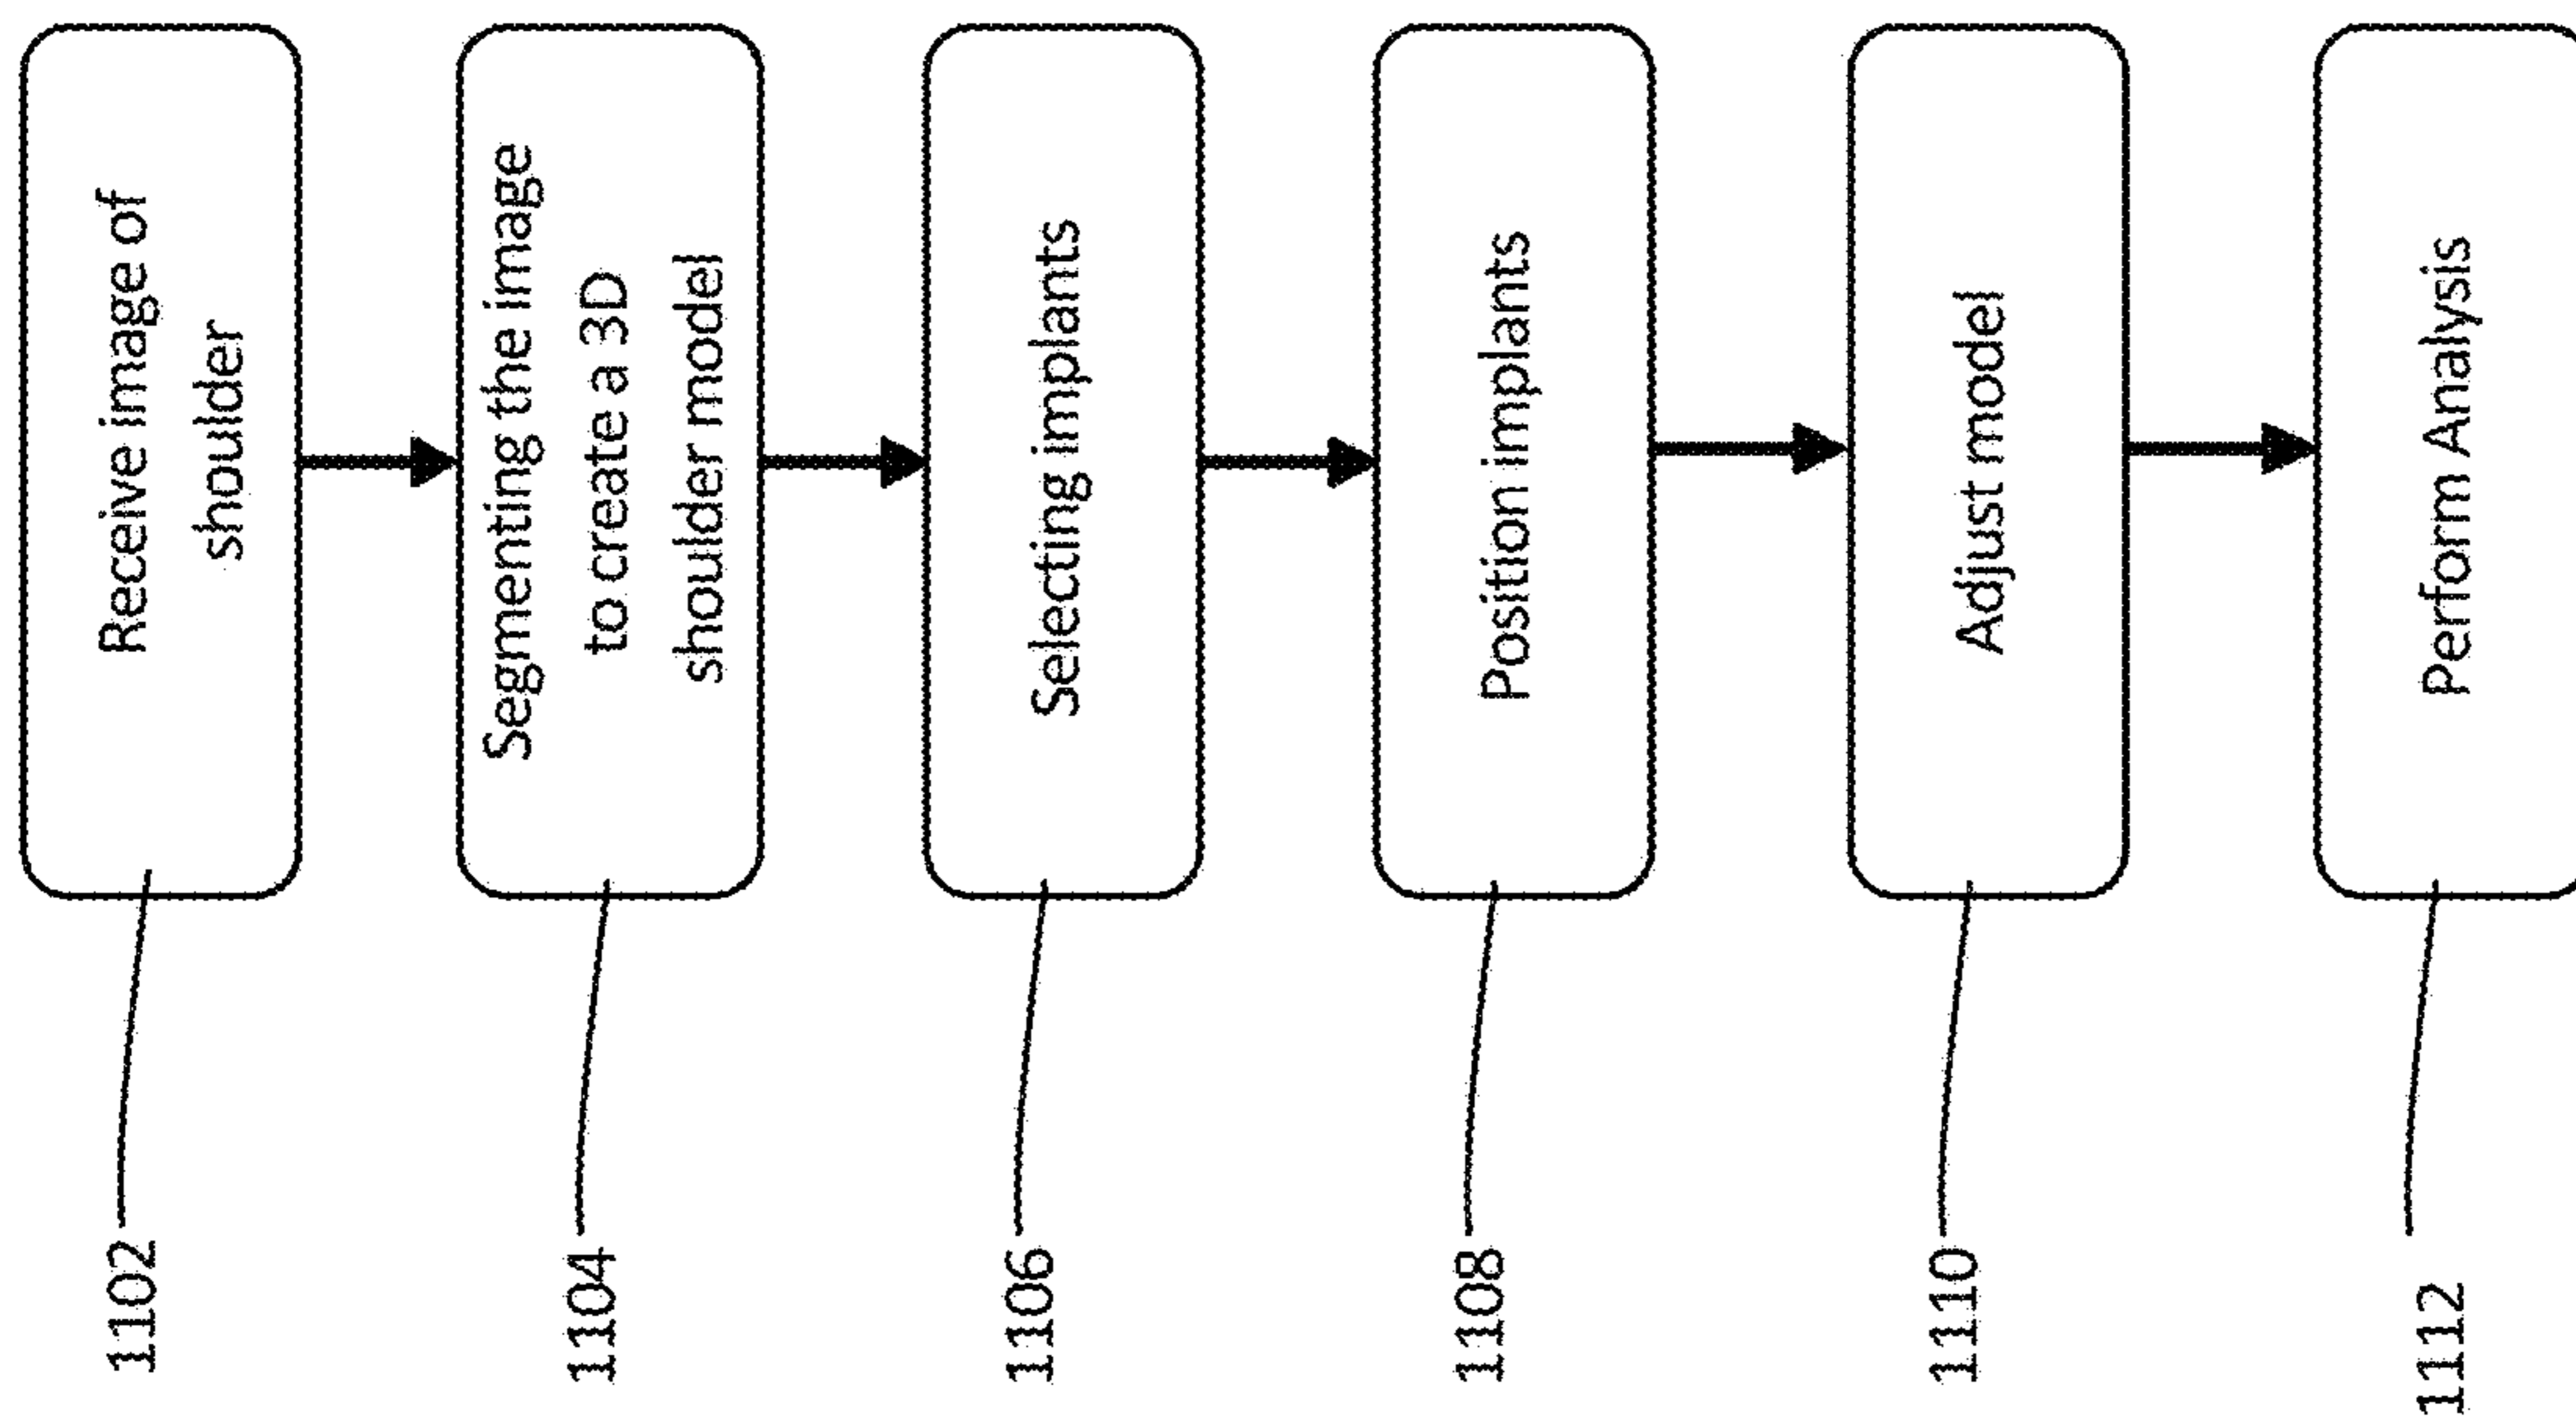 1102
Receive image of
shoulder
1104
Segmenting the image
to create a 3D
shoulder model
1106
Selecting implants
1108
Position implants
1110
Adjust model
1112
Perform Analysis